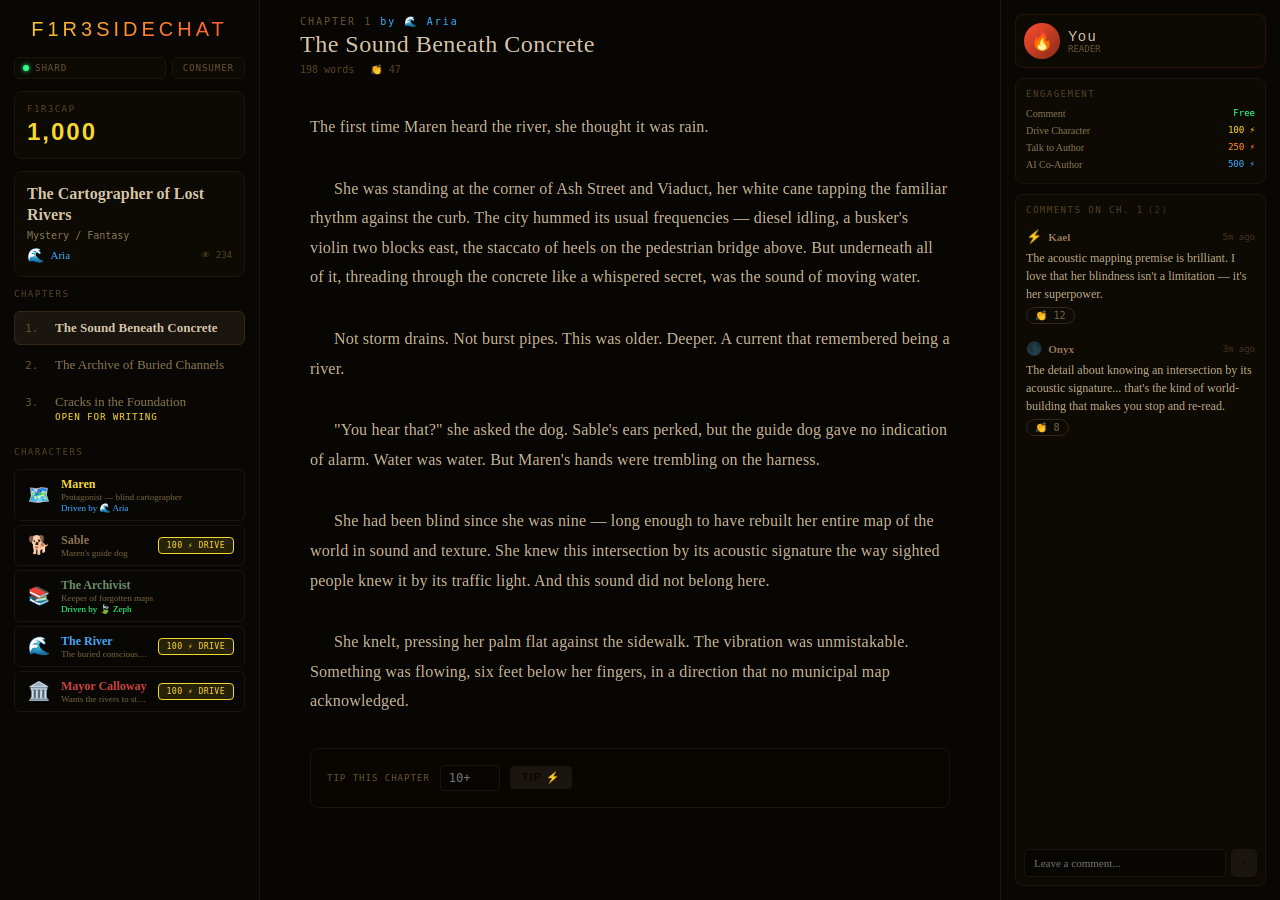 F1R3SIDECHAT
SHARD
CONSUMER
F1R3CAP
1,000
The Cartographer of Lost
Rivers
Mystery / Fantasy
🌊 Aria
👁 234
CHAPTERS
1. The Sound Beneath Concrete
2. The Archive of Buried Channels
3. Cracks in the Foundation
OPEN FOR WRITING
CHARACTERS
Maren
Protagonist — blind cartographer
Driven by 🌊 Aria
Sable
Maren's guide dog
100 ⚡ DRIVE
The Archivist
Keeper of forgotten maps
Driven by 🍃 Zeph
The River
The buried conscious…
100 ⚡ DRIVE
Mayor Calloway
Wants the rivers to st…
100 ⚡ DRIVE
CHAPTER 1 by 🌊 Aria
The Sound Beneath Concrete
198 words 👏 47
The first time Maren heard the river, she thought it was rain.
She was standing at the corner of Ash Street and Viaduct, her white cane tapping the familiar
rhythm against the curb. The city hummed its usual frequencies — diesel idling, a busker's
violin two blocks east, the staccato of heels on the pedestrian bridge above. But underneath all
of it, threading through the concrete like a whispered secret, was the sound of moving water.
Not storm drains. Not burst pipes. This was older. Deeper. A current that remembered being a
river.
"You hear that?" she asked the dog. Sable's ears perked, but the guide dog gave no indication
of alarm. Water was water. But Maren's hands were trembling on the harness.
She had been blind since she was nine — long enough to have rebuilt her entire map of the
world in sound and texture. She knew this intersection by its acoustic signature the way sighted
people knew it by its traffic light. And this sound did not belong here.
She knelt, pressing her palm flat against the sidewalk. The vibration was unmistakable.
Something was flowing, six feet below her fingers, in a direction that no municipal map
acknowledged.
TIP THIS CHAPTER
10+
TIP ⚡
You
READER
ENGAGEMENT
Comment Free
Drive Character 100 ⚡
Talk to Author 250 ⚡
AI Co-Author 500 ⚡
COMMENTS ON CH. 1 (2)
⚡ Kael 5m ago
The acoustic mapping premise is brilliant. I
love that her blindness isn't a limitation — it's
her superpower.
👏 12
🌑 Onyx 3m ago
The detail about knowing an intersection by its
acoustic signature... that's the kind of world-
building that makes you stop and re-read.
👏 8
Leave a comment...